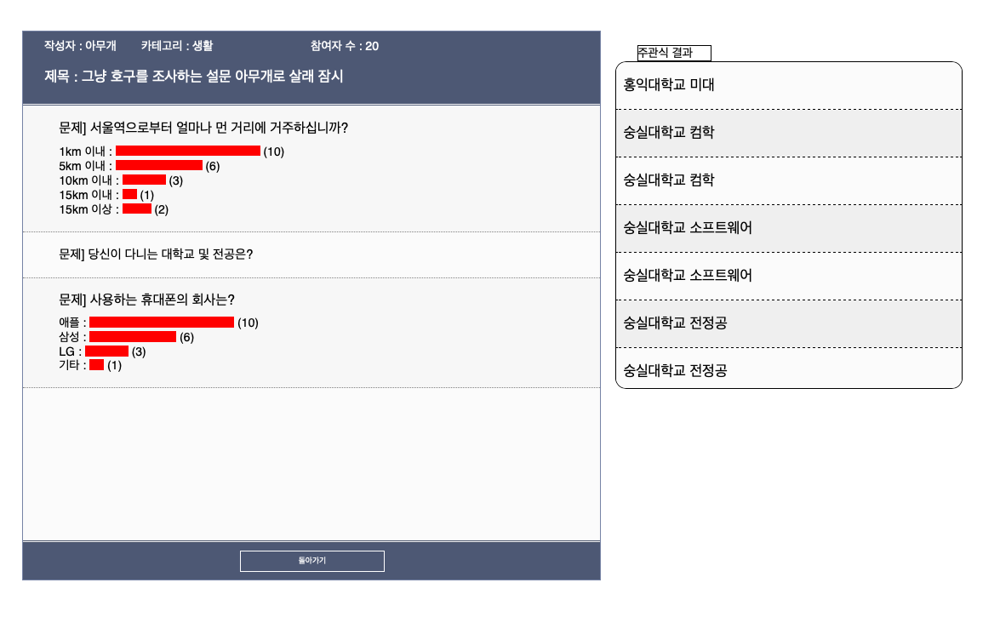 작성자 : 아무개 카테고리 : 생활 참여자 수 : 20
제목 : 그냥 호구를 조사하는 설문 아무개로 살래 잠시
문제] 서울역으로부터 얼마나 먼 거리에 거주하십니까?
1km 이내 : (10)
5km 이내 : (6)
10km 이내 : (3)
15km 이내 : (1)
15km 이상 : (2)
문제] 당신이 다니는 대학교 및 전공은?
문제] 사용하는 휴대폰의 회사는?
애플 : (10)
삼성 : (6)
LG : (3)
기타 : (1)
돌아가기
주관식 결과
홍익대학교 미대
숭실대학교 컴학
숭실대학교 컴학
숭실대학교 소프트웨어
숭실대학교 소프트웨어
숭실대학교 전정공
숭실대학교 전정공